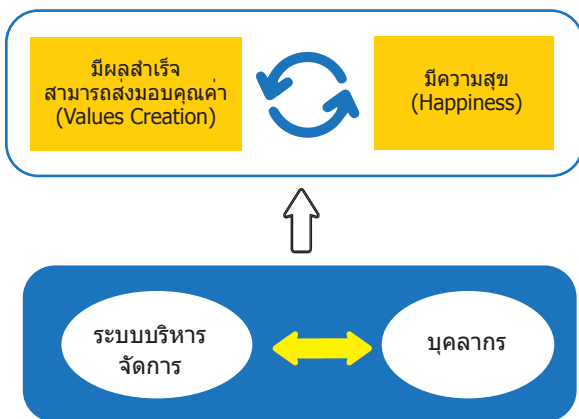 มีผลสำเร็จ
สามารถส่งมอบคุณค่า
(Values Creation)
มีความสุข
(Happiness)
ระบบบริหาร
จัดการ
บุคลากร